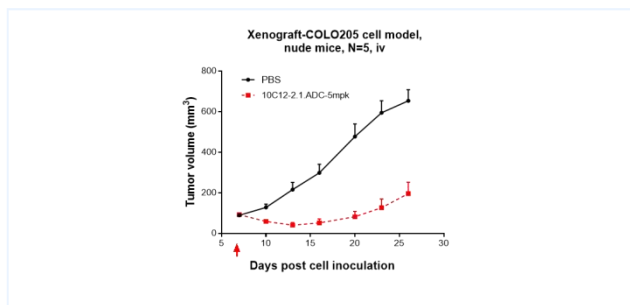 Xenograft-COLO205 cell model,
nude mice, N=5, iv
PBS
10C12-2.1.ADC-5mpk
Tumor volume (mm³)
800
600
400
200
0
5 10 15 20 25 30
Days post cell inoculation